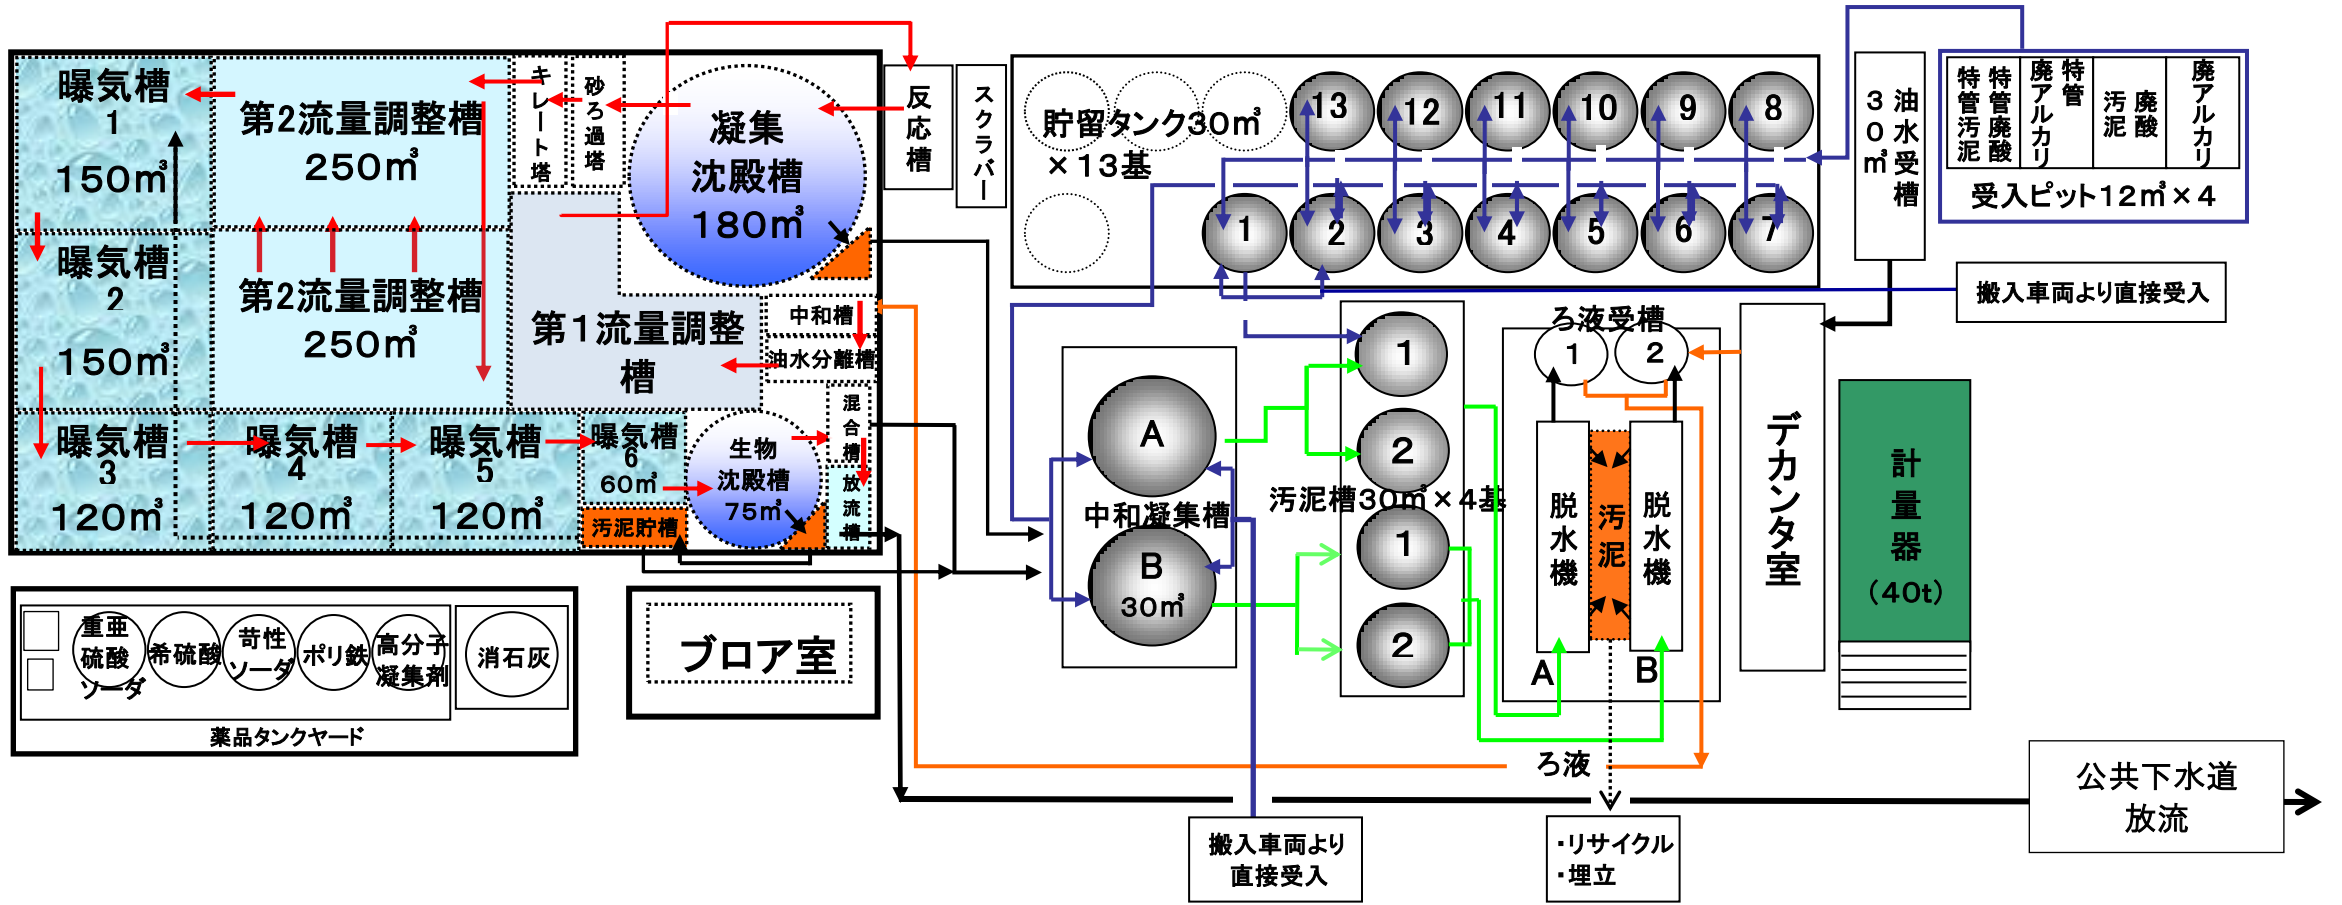 曝気槽
1
150㎥
第2流量調整槽
250㎥
キレート塔
砂ろ過塔
凝集
沈殿槽
180㎥
反応槽
スクラバー
貯留タンク30㎥
×13基
13
12
11
10
9
8
1
2
3
4
5
6
7
油水受槽
30㎥
特管汚泥
特管廃酸
廃アルカリ
特管
汚泥
廃酸
廃アルカリ
受入ピット12㎥×4
搬入車両より直接受入
曝気槽
2
150㎥
第2流量調整槽
250㎥
第1流量調整
槽
中和槽
油水分離槽
混合槽
放流槽
曝気槽
3
120㎥
曝気槽
4
120㎥
曝気槽
5
120㎥
曝気槽
6
60㎥
汚泥貯槽
生物
沈殿槽
75㎥
A
中和凝集槽
B
30㎥
1
2
汚泥槽30㎥×4基
1
2
ろ液受槽
1
2
脱水機
汚泥
脱水機
A
B
デカンタ室
計量器
(40t)
重亜
硫酸
ソーダ
希硫酸
苛性
ソーダ
ポリ鉄
高分子
凝集剤
消石灰
薬品タンクヤード
ブロア室
ろ液
搬入車両より
直接受入
・リサイクル
・埋立
公共下水道
放流